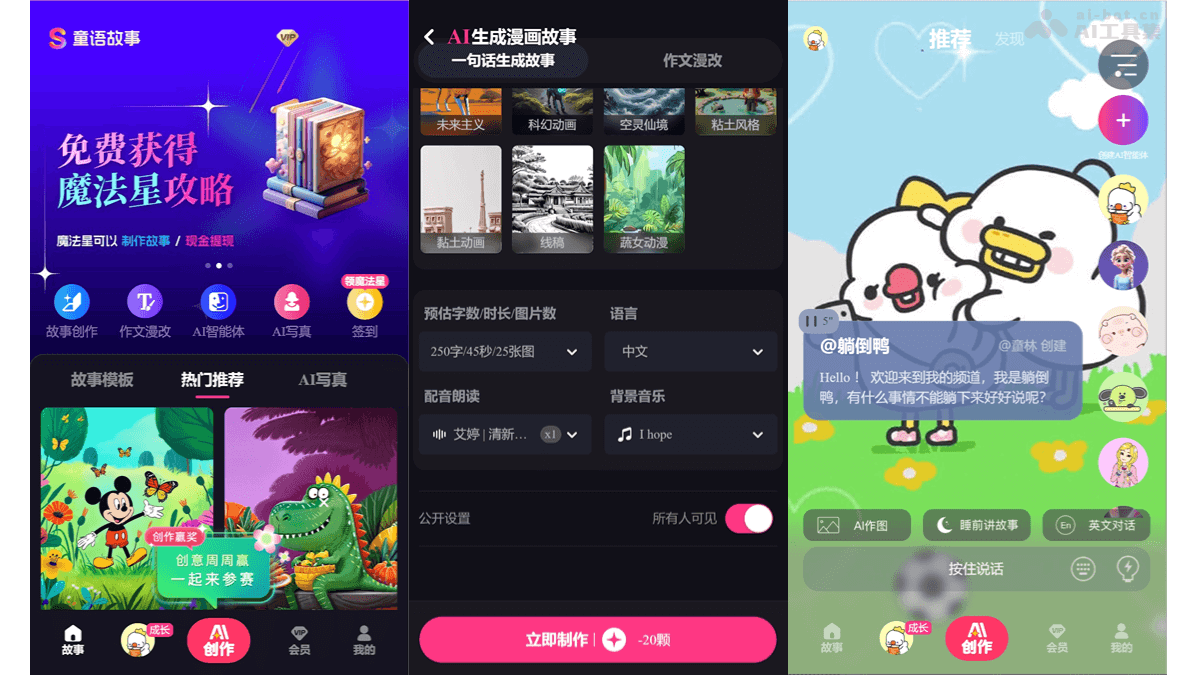 童语故事
VIP
免费获得
魔法星攻略
魔法星可以 制作故事 / 现金提现
领魔法星
故事创作
作文漫改
AI智能体
AI写真
签到
故事模板
热门推荐
AI写真
创作赢奖
创意周周赢
一起来参赛
故事
成长
AI
创作
VIP
会员
我的
AI生成漫画故事
一句话生成故事
作文漫改
未来主义
科幻动画
空灵仙境
粘土风格
黏土动画
线稿
蔬女动漫
预估字数/时长/图片数
语言
250字/45秒/25张图
中文
配音朗读
背景音乐
艾婷 | 清新... x1
I hope
公开设置
所有人可见
立即制作 | -20颗
ai-bot.cn
AI工具集
推荐
发现
创建AI智能体
5"
@躺倒鸭
@童林 创建
Hello！ 欢迎来到我的频道，我是躺倒
鸭，有什么事情不能躺下来好好说呢？
AI作图
睡前讲故事
En 英文对话
按住说话
故事
成长
AI
创作
会员
我的